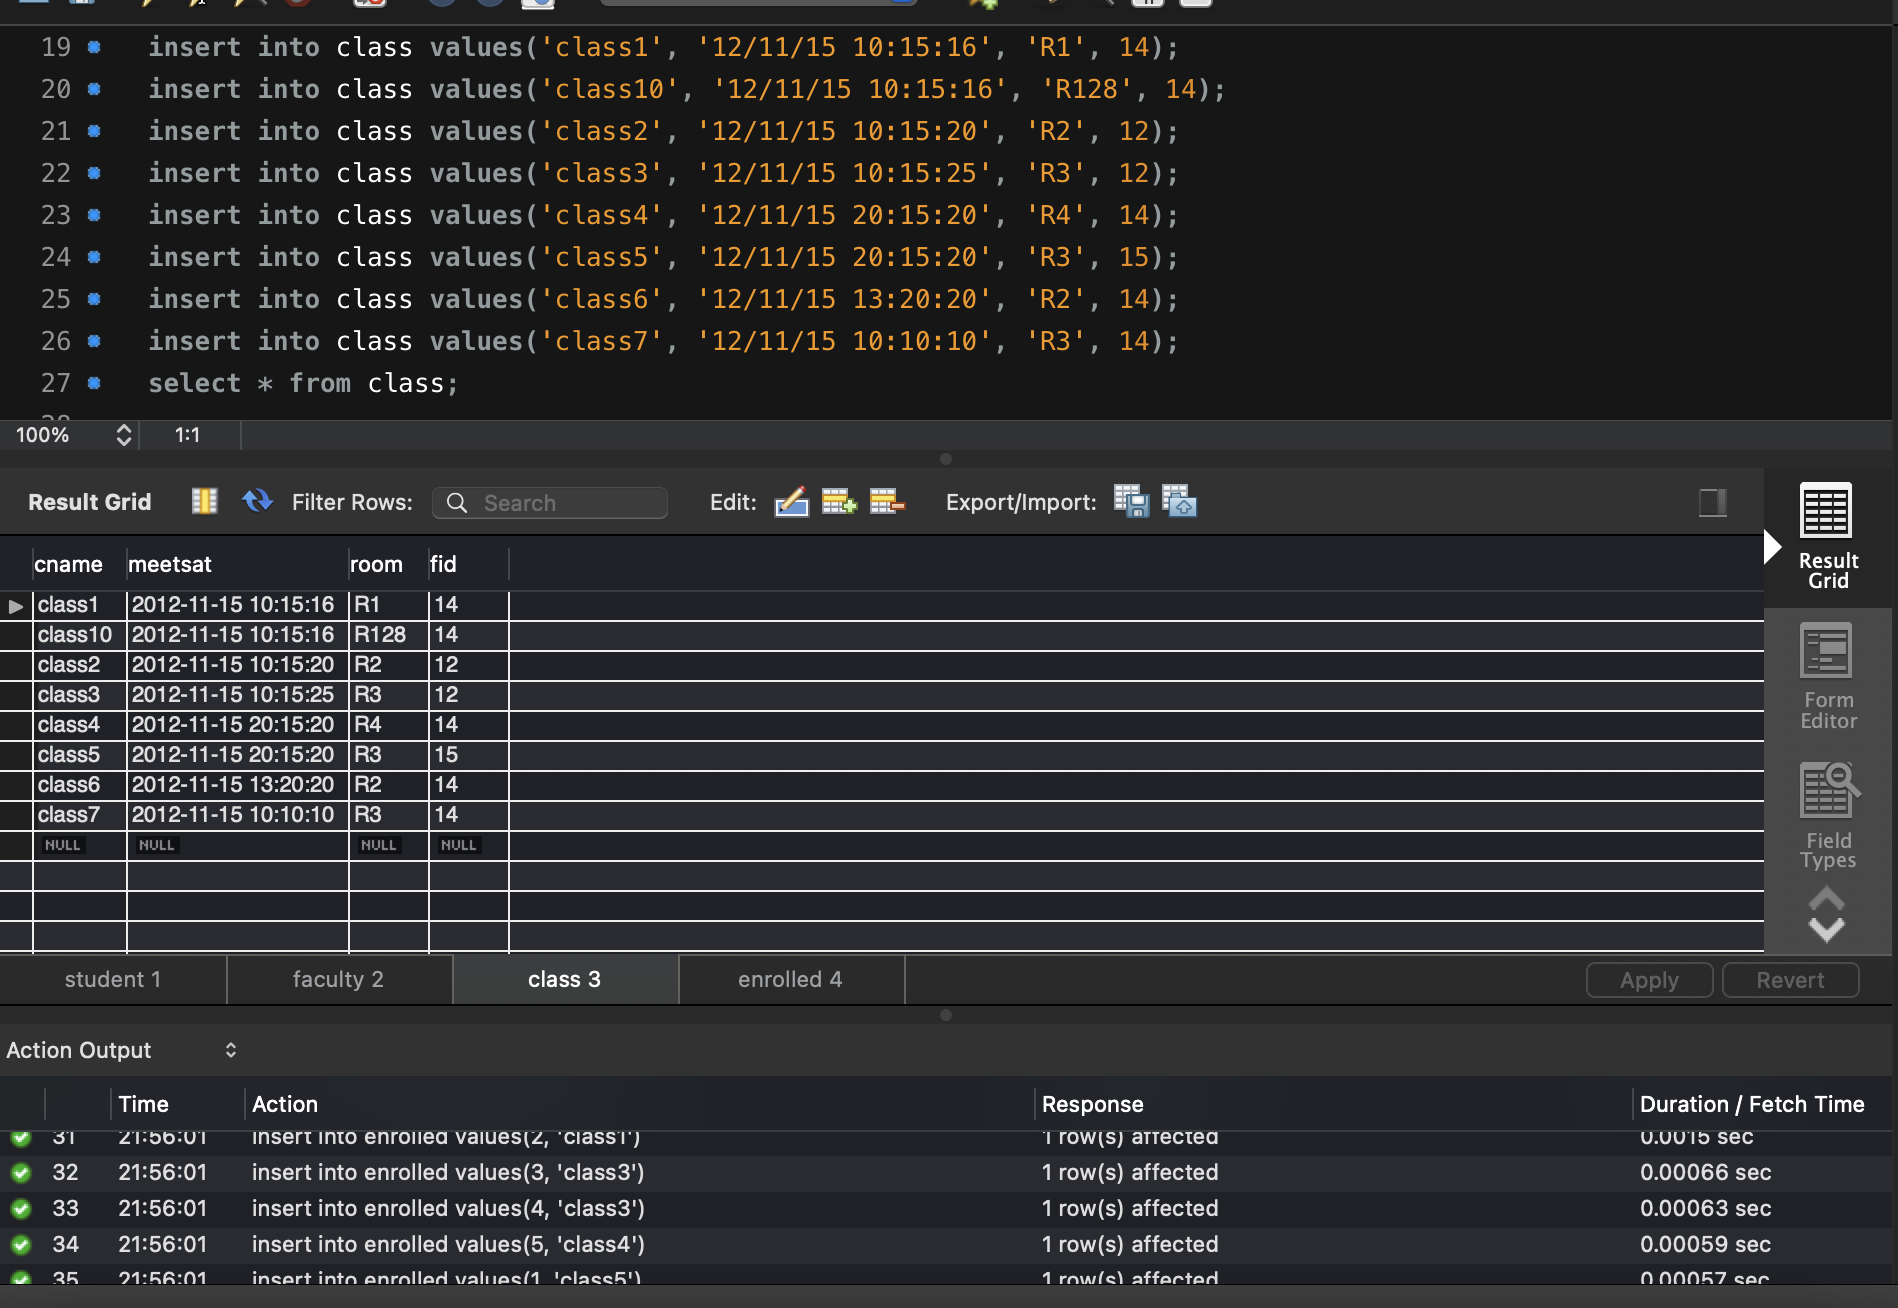 19 insert into class values('class1', '12/11/15 10:15:16', 'R1', 14);
20 insert into class values('class10', '12/11/15 10:15:16', 'R128', 14);
21 insert into class values('class2', '12/11/15 10:15:20', 'R2', 12);
22 insert into class values('class3', '12/11/15 10:15:25', 'R3', 12);
23 insert into class values('class4', '12/11/15 20:15:20', 'R4', 14);
24 insert into class values('class5', '12/11/15 20:15:20', 'R3', 15);
25 insert into class values('class6', '12/11/15 13:20:20', 'R2', 14);
26 insert into class values('class7', '12/11/15 10:10:10', 'R3', 14);
27 select * from class;
100% 1:1
Result Grid Filter Rows: Search Edit: Export/Import:
cname meetsat room fid
class1 2012-11-15 10:15:16 R1 14
class10 2012-11-15 10:15:16 R128 14
class2 2012-11-15 10:15:20 R2 12
class3 2012-11-15 10:15:25 R3 12
class4 2012-11-15 20:15:20 R4 14
class5 2012-11-15 20:15:20 R3 15
class6 2012-11-15 13:20:20 R2 14
class7 2012-11-15 10:10:10 R3 14
NULL NULL NULL NULL
Result
Grid
Form
Editor
Field
Types
student 1 faculty 2 class 3 enrolled 4 Apply Revert
Action Output
Time Action Response Duration / Fetch Time
31 21:56:01 insert into enrolled values(2, 'class1') 1 row(s) affected 0.0015 sec
32 21:56:01 insert into enrolled values(3, 'class3') 1 row(s) affected 0.00066 sec
33 21:56:01 insert into enrolled values(4, 'class3') 1 row(s) affected 0.00063 sec
34 21:56:01 insert into enrolled values(5, 'class4') 1 row(s) affected 0.00059 sec
35 21:56:01 insert into enrolled values(1, 'class5') 1 row(s) affected 0.00057 sec